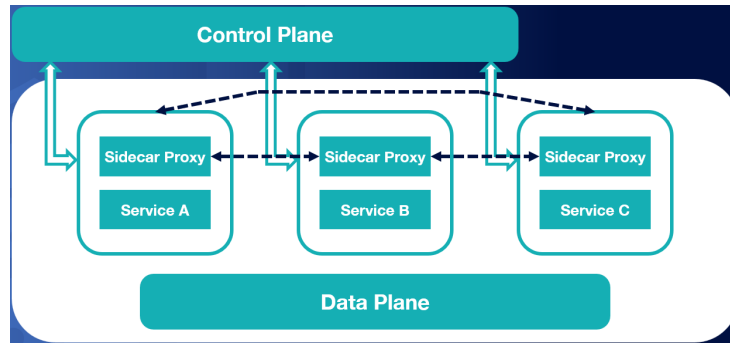 Control Plane
Sidecar Proxy
Sidecar Proxy
Sidecar Proxy
Service A
Service B
Service C
Data Plane